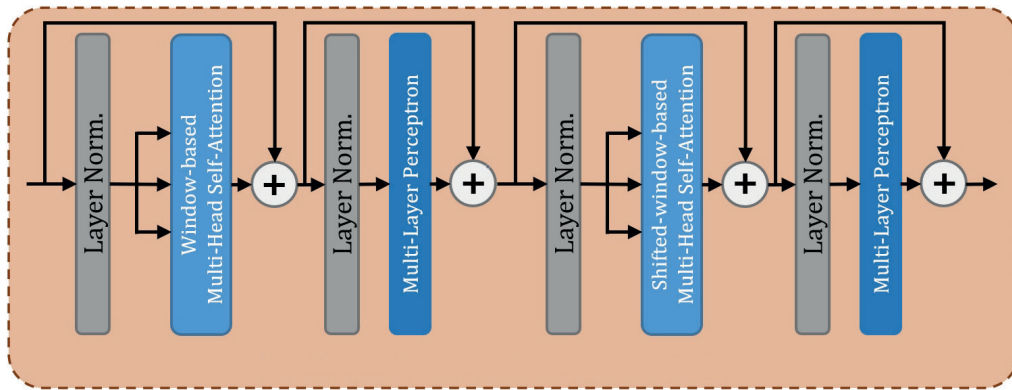 Layer Norm.
Window-based
Multi-Head Self-Attention
+
Layer Norm.
Multi-Layer Perceptron
+
Layer Norm.
Shifted-window-based
Multi-Head Self-Attention
+
Layer Norm.
Multi-Layer Perceptron
+